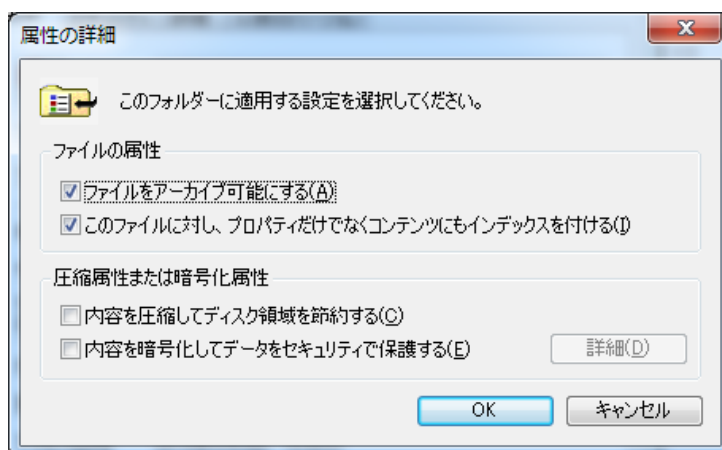 属性の詳細
このフォルダーに適用する設定を選択してください。
ファイルの属性
ファイルをアーカイブ可能にする(A)
このファイルに対し、プロパティだけでなくコンテンツにもインデックスを付ける(I)
圧縮属性または暗号化属性
内容を圧縮してディスク領域を節約する(C)
内容を暗号化してデータをセキュリティで保護する(E)
詳細(D)
OK
キャンセル